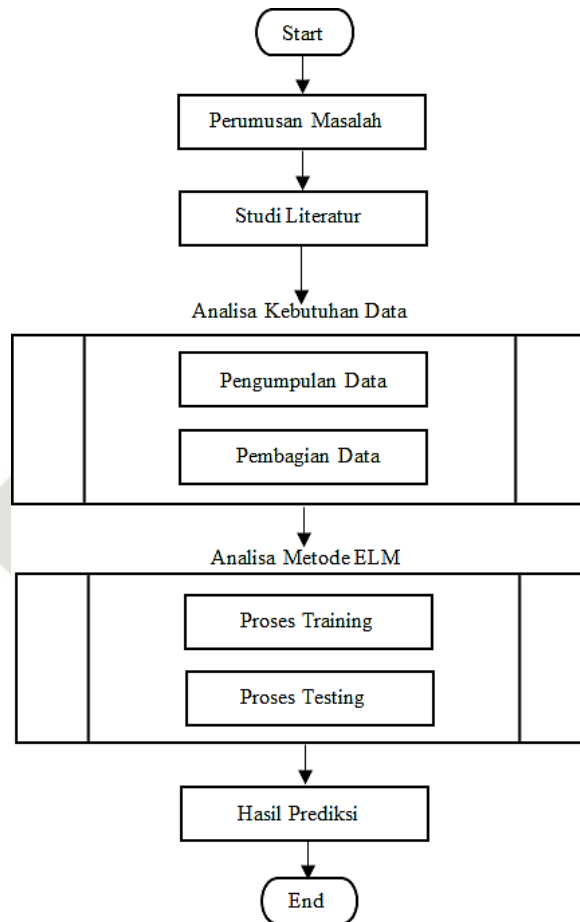 Start
Perumusan Masalah
Studi Literatur
Analisa Kebutuhan Data
Pengumpulan Data
Pembagian Data
Analisa Metode ELM
Proses Training
Proses Testing
Hasil Prediksi
End